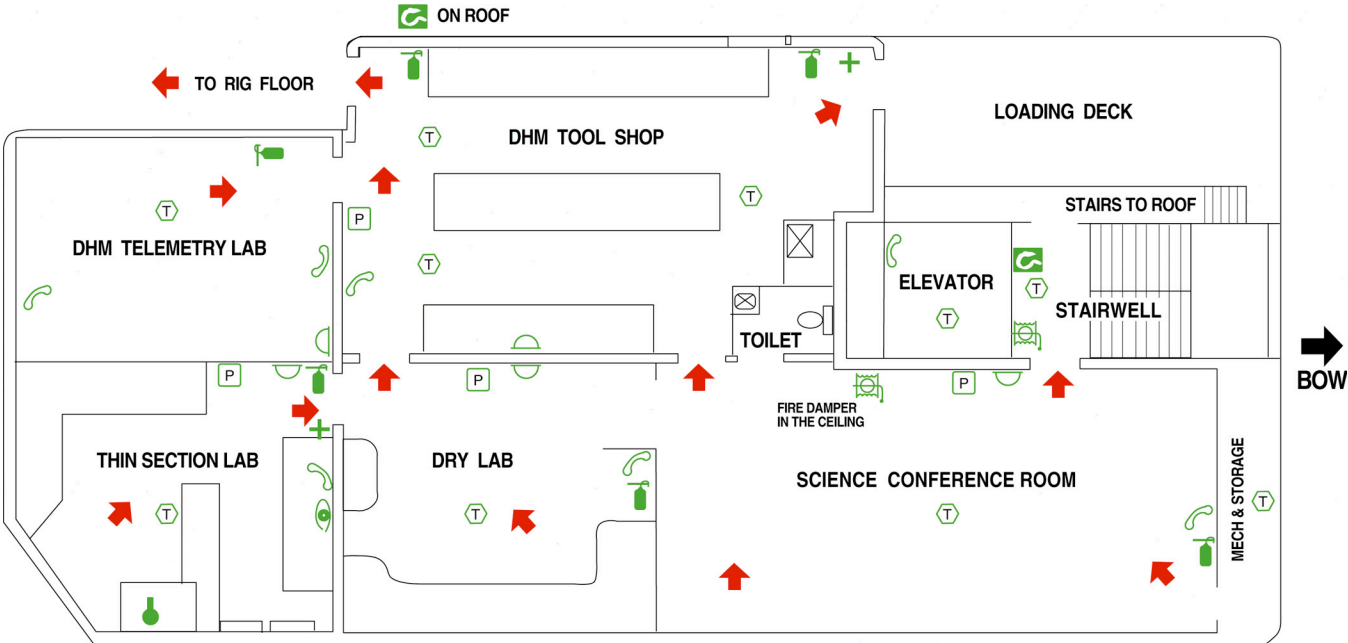 ON ROOF
TO RIG FLOOR
LOADING DECK
T
DHM TOOL SHOP
T
T
P
STAIRS TO ROOF
DHM TELEMETRY LAB
T
ELEVATOR
T
T
STAIRWELL
TOILET
BOW
P
P
P
FIRE DAMPER
IN THE CEILING
THIN SECTION LAB
DRY LAB
SCIENCE CONFERENCE ROOM
MECH & STORAGE
T
T
T
T